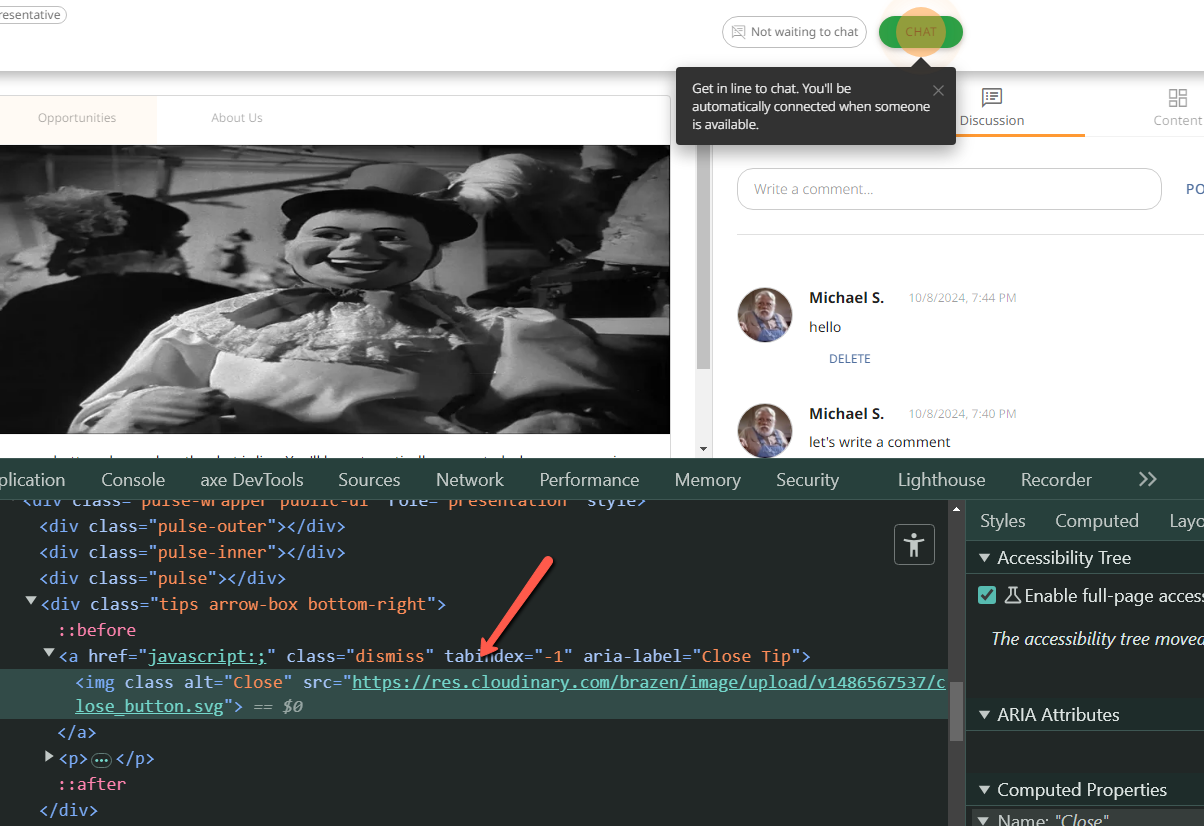 resentative
Not waiting to chat
CHAT
Get in line to chat. You'll be
automatically connected when someone
is available.
Opportunities
About Us
Discussion
Content
Write a comment...
PO
Michael S.
10/8/2024, 7:44 PM
hello
DELETE
Michael S.
10/8/2024, 7:40 PM
let's write a comment
plication
Console
axe DevTools
Sources
Network
Performance
Memory
Security
Lighthouse
Recorder
<div class="pulse-wrapper public-ui" role="presentation" style>
<div class="pulse-outer"></div>
<div class="pulse-inner"></div>
<div class="pulse"></div>
<div class="tips arrow-box bottom-right">
::before
<a href="javascript:;" class="dismiss" tabindex="-1" aria-label="Close Tip">
<img class alt="Close" src="https://res.cloudinary.com/brazen/image/upload/v1486567537/c
lose_button.svg"> == $0
</a>
<p>…</p>
::after
</div>
Styles
Computed
Layo
Accessibility Tree
Enable full-page access
The accessibility tree moved
ARIA Attributes
Computed Properties
Name: "Close"